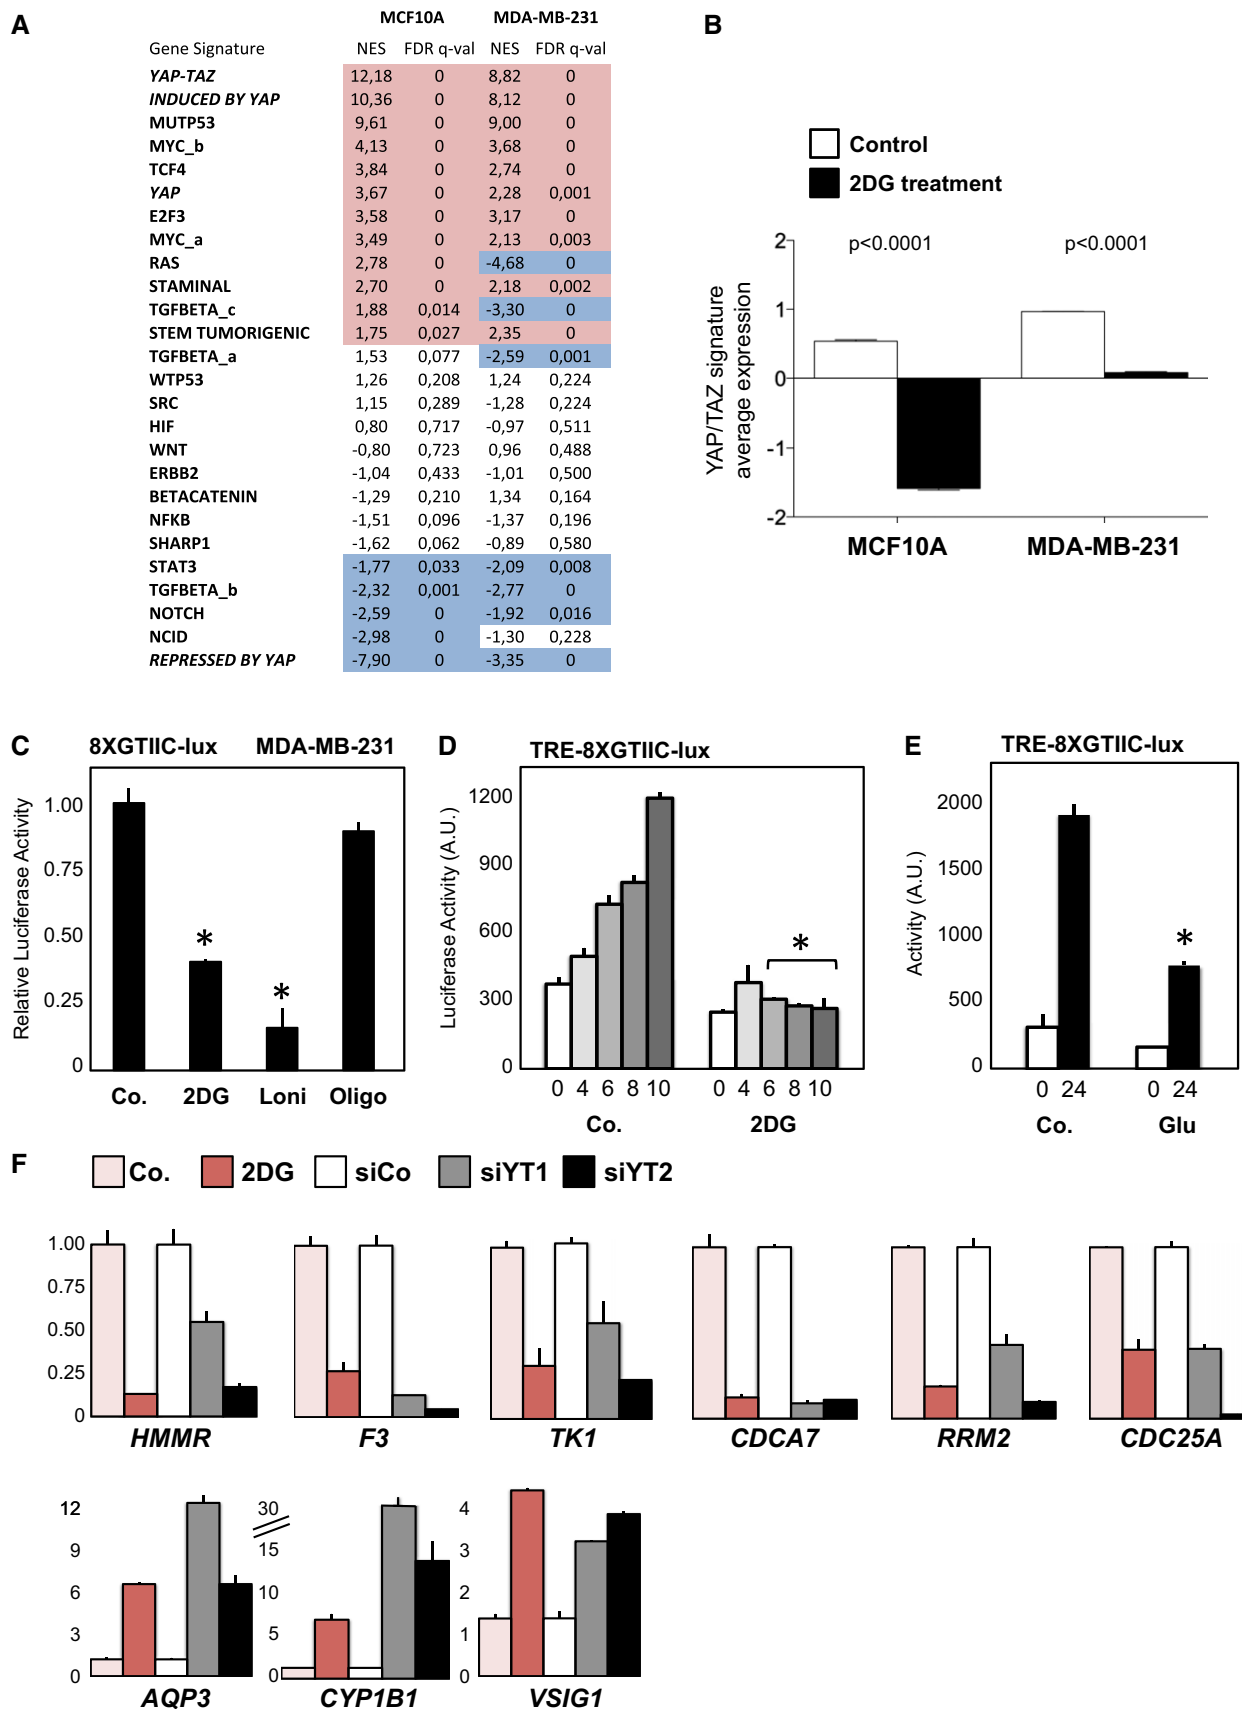 A
MCF10A MDA-MB-231
Gene Signature NES FDR q-val NES FDR q-val
YAP-TAZ 12,18 0 8,82 0
INDUCED BY YAP 10,36 0 8,12 0
MUTP53 9,61 0 9,00 0
MYC_b 4,13 0 3,68 0
TCF4 3,84 0 2,74 0
YAP 3,67 0 2,28 0,001
E2F3 3,58 0 3,17 0
MYC_a 3,49 0 2,13 0,003
RAS 2,78 0 -4,68 0
STAMINAL 2,70 0 2,18 0,002
TGFBETA_c 1,88 0,014 -3,30 0
STEM TUMORIGENIC 1,75 0,027 2,35 0
TGFBETA_a 1,53 0,077 -2,59 0,001
WTP53 1,26 0,208 1,24 0,224
SRC 1,15 0,289 -1,28 0,224
HIF 0,80 0,717 -0,97 0,511
WNT -0,80 0,723 0,96 0,488
ERBB2 -1,04 0,433 -1,01 0,500
BETACATENIN -1,29 0,210 1,34 0,164
NFKB -1,51 0,096 -1,37 0,196
SHARP1 -1,62 0,062 -0,89 0,580
STAT3 -1,77 0,033 -2,09 0,008
TGFBETA_b -2,32 0,001 -2,77 0
NOTCH -2,59 0 -1,92 0,016
NCID -2,98 0 -1,30 0,228
REPRESSED BY YAP -7,90 0 -3,35 0
B
Control
2DG treatment
YAP/TAZ signature
average expression
2
1
0
-1
-2
p<0.0001 p<0.0001
MCF10A MDA-MB-231
C
8XGTIIC-lux MDA-MB-231
Relative Luciferase Activity
1.00
0.75
0.50
0.25
0
* *
Co. 2DG Loni Oligo
D
TRE-8XGTIIC-lux
Luciferase Activity (A.U.)
1200
900
600
300
0
*
0 4 6 8 10 0 4 6 8 10
Co. 2DG
E
TRE-8XGTIIC-lux
Activity (A.U.)
2000
1500
1000
500
0
*
0 24 0 24
Co. Glu
F
Co. 2DG siCo siYT1 siYT2
1.00
0.75
0.50
0.25
0
HMMR F3 TK1 CDCA7 RRM2 CDC25A
12
9
6
3
0
30
15
10
5
0
4
3
2
1
0
AQP3 CYP1B1 VSIG1